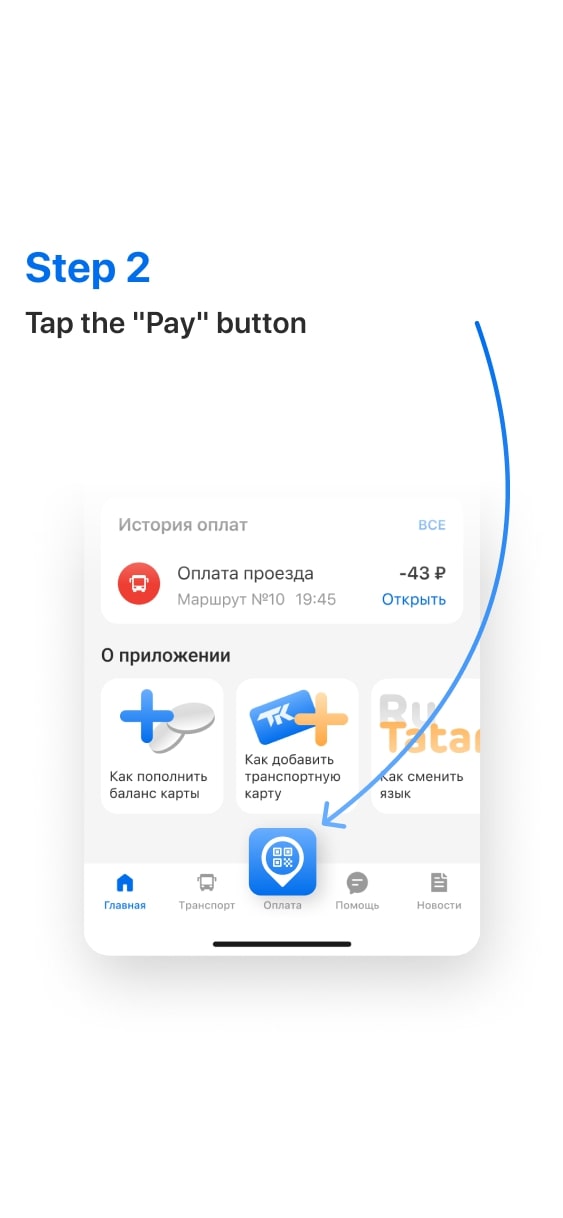 Step 2
Tap the "Pay" button
История оплат ВСЕ
Оплата проезда -43 ₽
Маршрут №10 19:45 Открыть
О приложении
ТК
Ru
Tatar
Как пополнить
баланс карты
Как добавить
транспортную
карту
Как сменить
язык
Главная Транспорт Оплата Помощь Новости